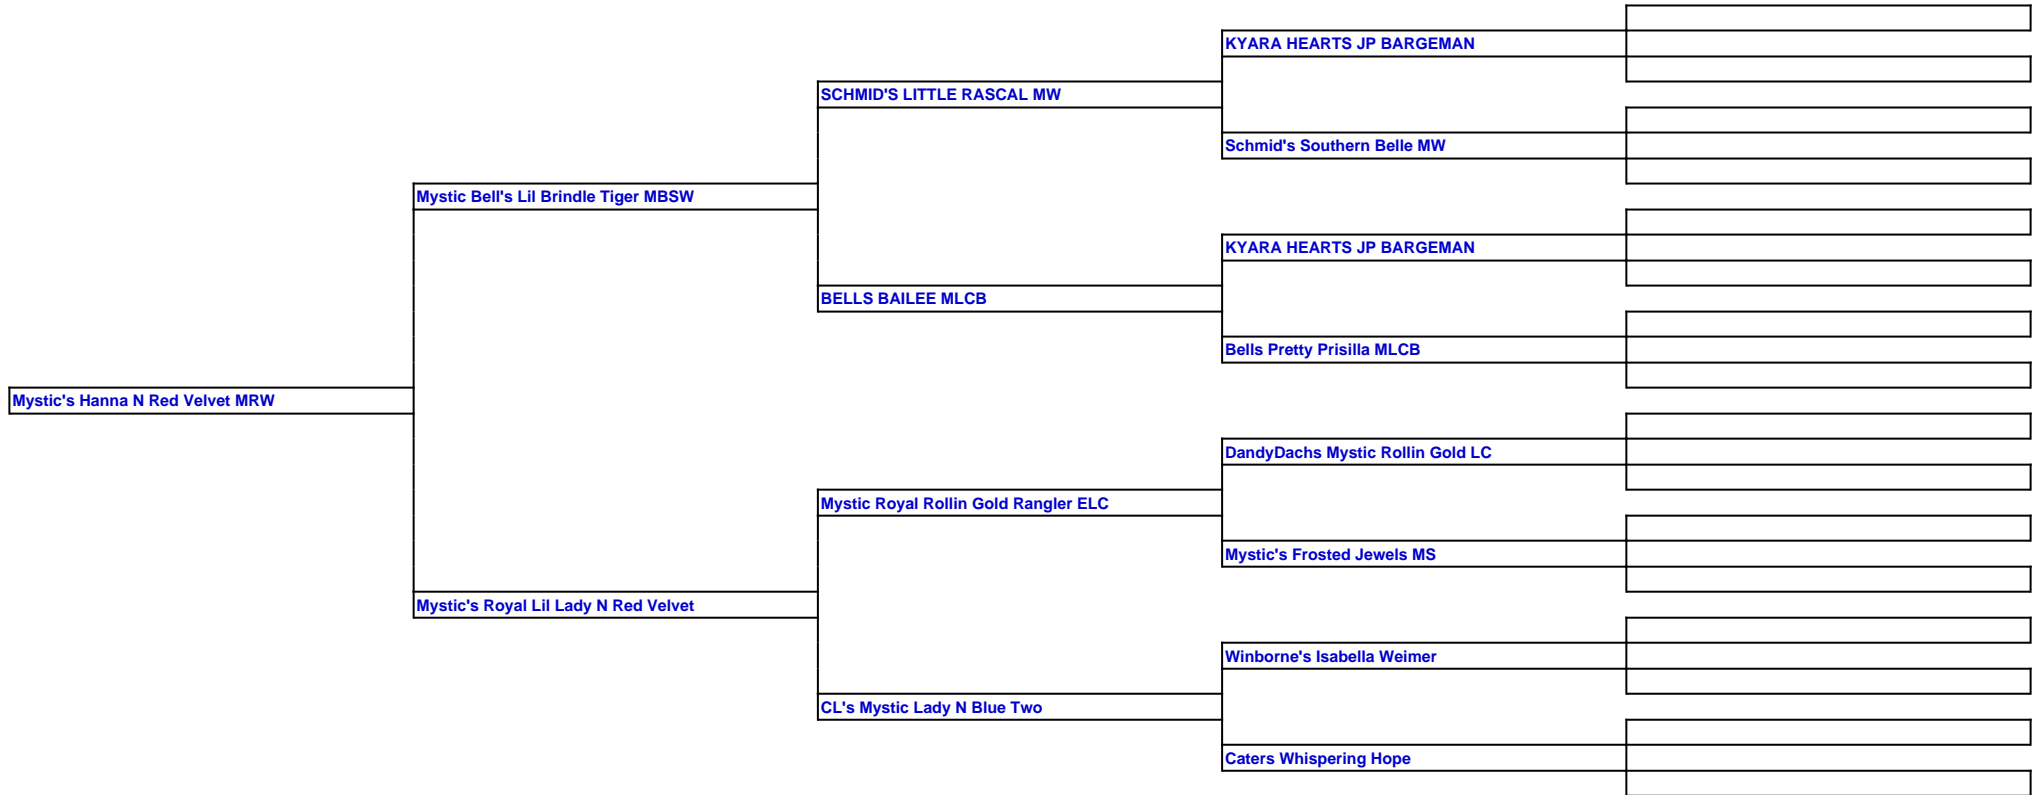 KYARA HEARTS JP BARGEMAN
SCHMID'S LITTLE RASCAL MW
Schmid's Southern Belle MW
Mystic Bell's Lil Brindle Tiger MBSW
KYARA HEARTS JP BARGEMAN
BELLS BAILEE MLCB
Bells Pretty Prisilla MLCB
Mystic's Hanna N Red Velvet MRW
DandyDachs Mystic Rollin Gold LC
Mystic Royal Rollin Gold Rangler ELC
Mystic's Frosted Jewels MS
Mystic's Royal Lil Lady N Red Velvet
Winborne's Isabella Weimer
CL's Mystic Lady N Blue Two
Caters Whispering Hope